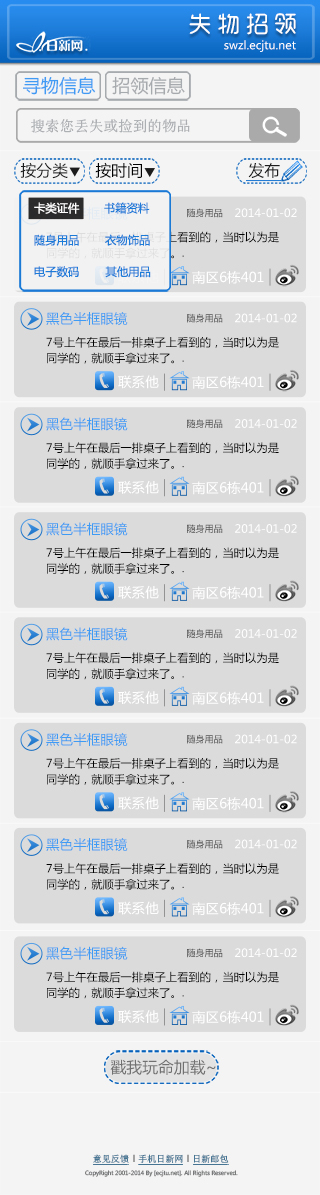 日新网.
失物招领
swzl.ecjtu.net
寻物信息 招领信息
搜索您丢失或捡到的物品
按分类▼ 按时间▼ 发布
卡类证件 书籍资料
随身用品 衣物饰品
电子数码 其他用品
随身用品 2014-01-02
南区6栋401
黑色半框眼镜 随身用品 2014-01-02
7号上午在最后一排桌子上看到的，当时以为是
同学的，就顺手拿过来了。.
联系他 | 南区6栋401 |
黑色半框眼镜 随身用品 2014-01-02
7号上午在最后一排桌子上看到的，当时以为是
同学的，就顺手拿过来了。.
联系他 | 南区6栋401 |
黑色半框眼镜 随身用品 2014-01-02
7号上午在最后一排桌子上看到的，当时以为是
同学的，就顺手拿过来了。.
联系他 | 南区6栋401 |
黑色半框眼镜 随身用品 2014-01-02
7号上午在最后一排桌子上看到的，当时以为是
同学的，就顺手拿过来了。.
联系他 | 南区6栋401 |
黑色半框眼镜 随身用品 2014-01-02
7号上午在最后一排桌子上看到的，当时以为是
同学的，就顺手拿过来了。.
联系他 | 南区6栋401 |
黑色半框眼镜 随身用品 2014-01-02
7号上午在最后一排桌子上看到的，当时以为是
同学的，就顺手拿过来了。.
联系他 | 南区6栋401 |
黑色半框眼镜 随身用品 2014-01-02
7号上午在最后一排桌子上看到的，当时以为是
同学的，就顺手拿过来了。.
联系他 | 南区6栋401 |
戳我玩命加载~
意见反馈 | 手机日新网 | 日新邮包
CopyRight 2001-2014 By [ecjtu.net]. All Rights Reserved.